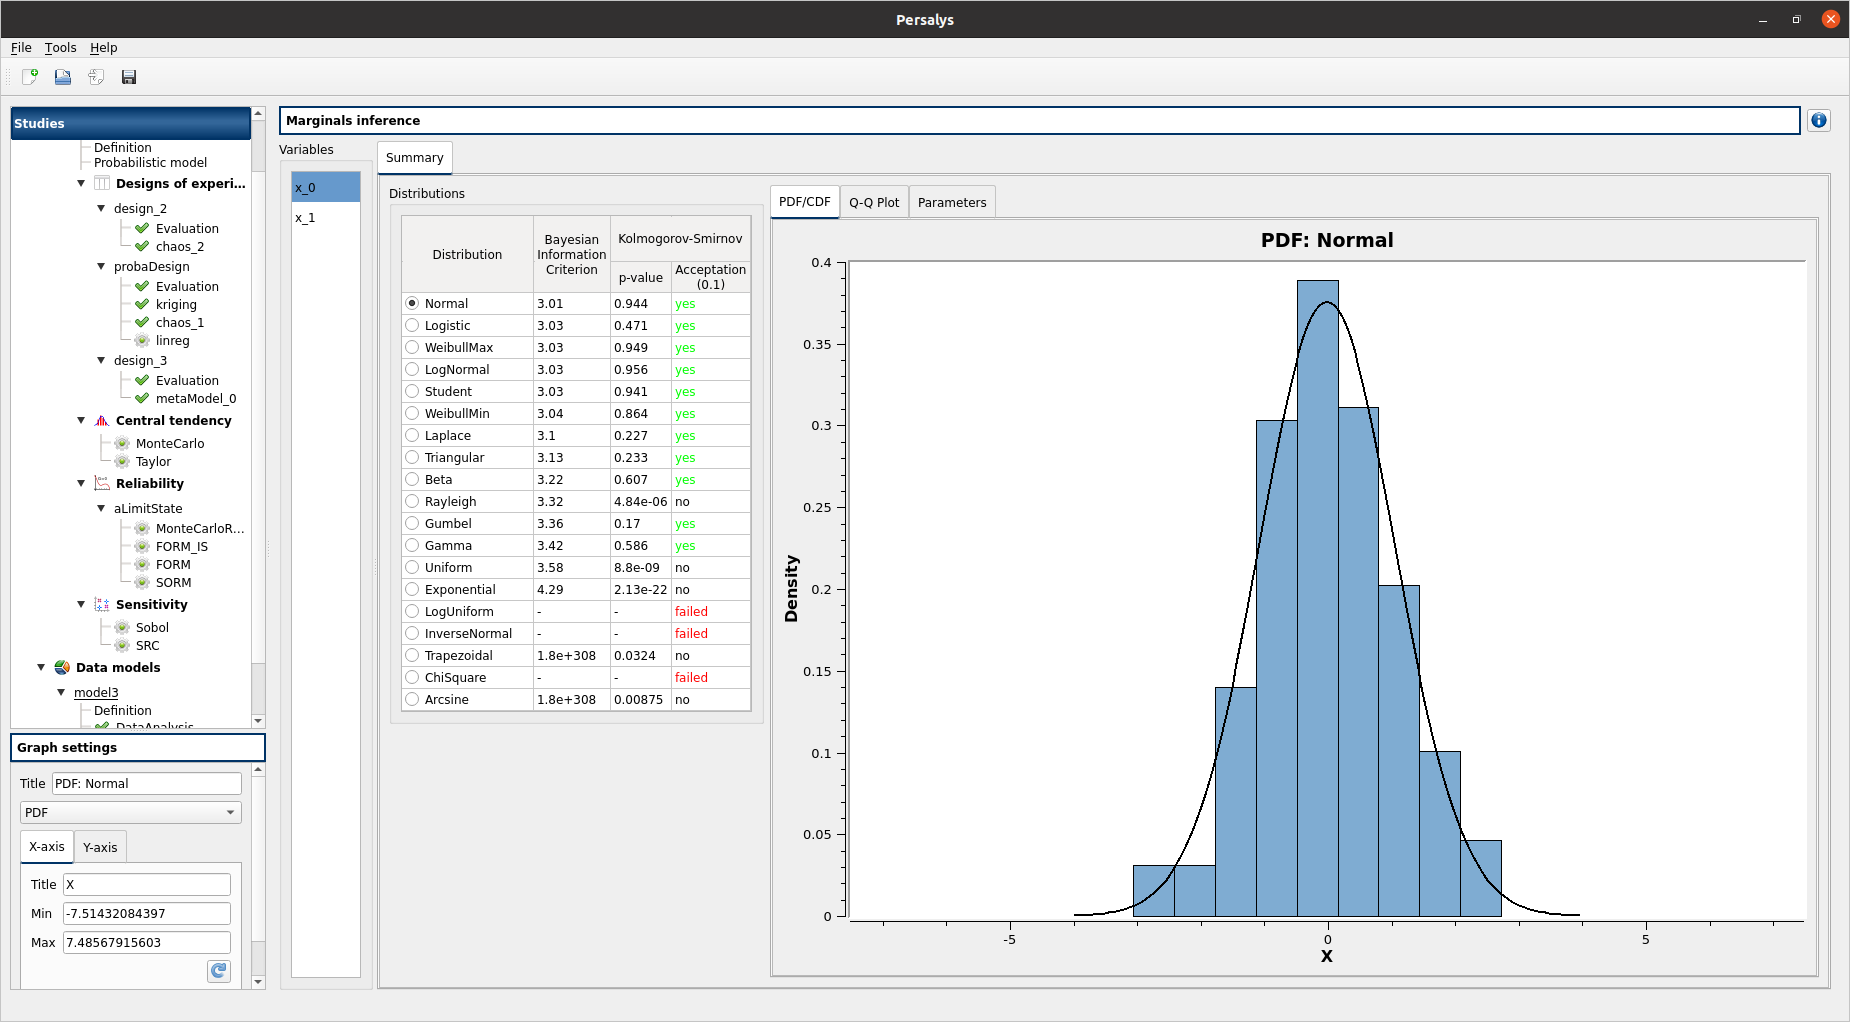 Persalys
File Tools Help
Studies
Definition
Probabilistic model
Designs of experi...
design_2
Evaluation
chaos_2
probaDesign
Evaluation
kriging
chaos_1
linreg
design_3
Evaluation
metaModel_0
Central tendency
MonteCarlo
Taylor
Reliability
aLimitState
MonteCarloR...
FORM_IS
FORM
SORM
Sensitivity
Sobol
SRC
Data models
model3
Definition
DataAnalysis
Graph settings
Title PDF: Normal
PDF
X-axis Y-axis
Title X
Min -7.51432084397
Max 7.48567915603
Marginals inference
Variables
x_0
x_1
Summary
Distributions
Distribution Bayesian Information Criterion Kolmogorov-Smirnov
p-value Acceptation (0.1)
Normal 3.01 0.944 yes
Logistic 3.03 0.471 yes
WeibullMax 3.03 0.949 yes
LogNormal 3.03 0.956 yes
Student 3.03 0.941 yes
WeibullMin 3.04 0.864 yes
Laplace 3.1 0.227 yes
Triangular 3.13 0.233 yes
Beta 3.22 0.607 yes
Rayleigh 3.32 4.84e-06 no
Gumbel 3.36 0.17 yes
Gamma 3.42 0.586 yes
Uniform 3.58 8.8e-09 no
Exponential 4.29 2.13e-22 no
LogUniform - - failed
InverseNormal - - failed
Trapezoidal 1.8e+308 0.0324 no
ChiSquare - - failed
Arcsine 1.8e+308 0.00875 no
PDF/CDF Q-Q Plot Parameters
PDF: Normal
0.4
0.35
0.3
0.25
0.2
0.15
0.1
0.05
0
Density
-5 0 5
X